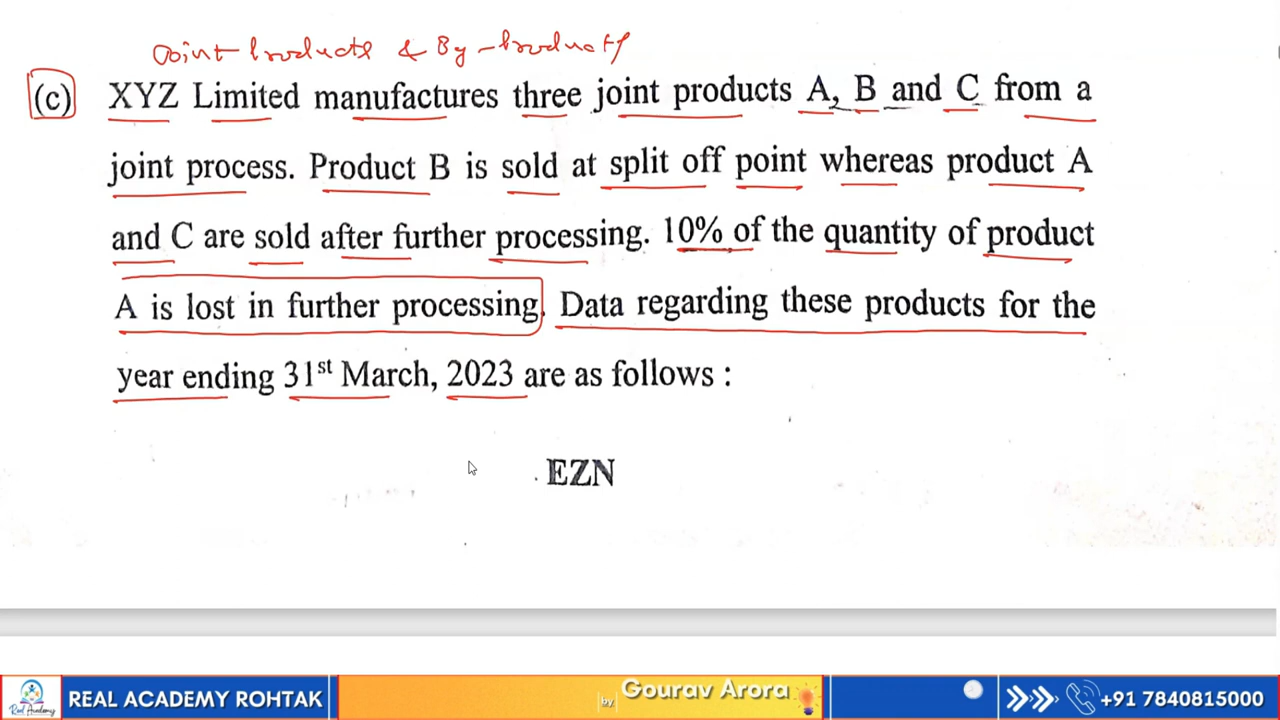 Joint Products & By-Products
(c) XYZ Limited manufactures three joint products A, B and C from a
joint process. Product B is sold at split off point whereas product A
and C are sold after further processing. 10% of the quantity of product
A is lost in further processing. Data regarding these products for the
year ending 31st March, 2023 are as follows :
EZN
Real Academy
REAL ACADEMY ROHTAK
by Gourav Arora
+91 7840815000